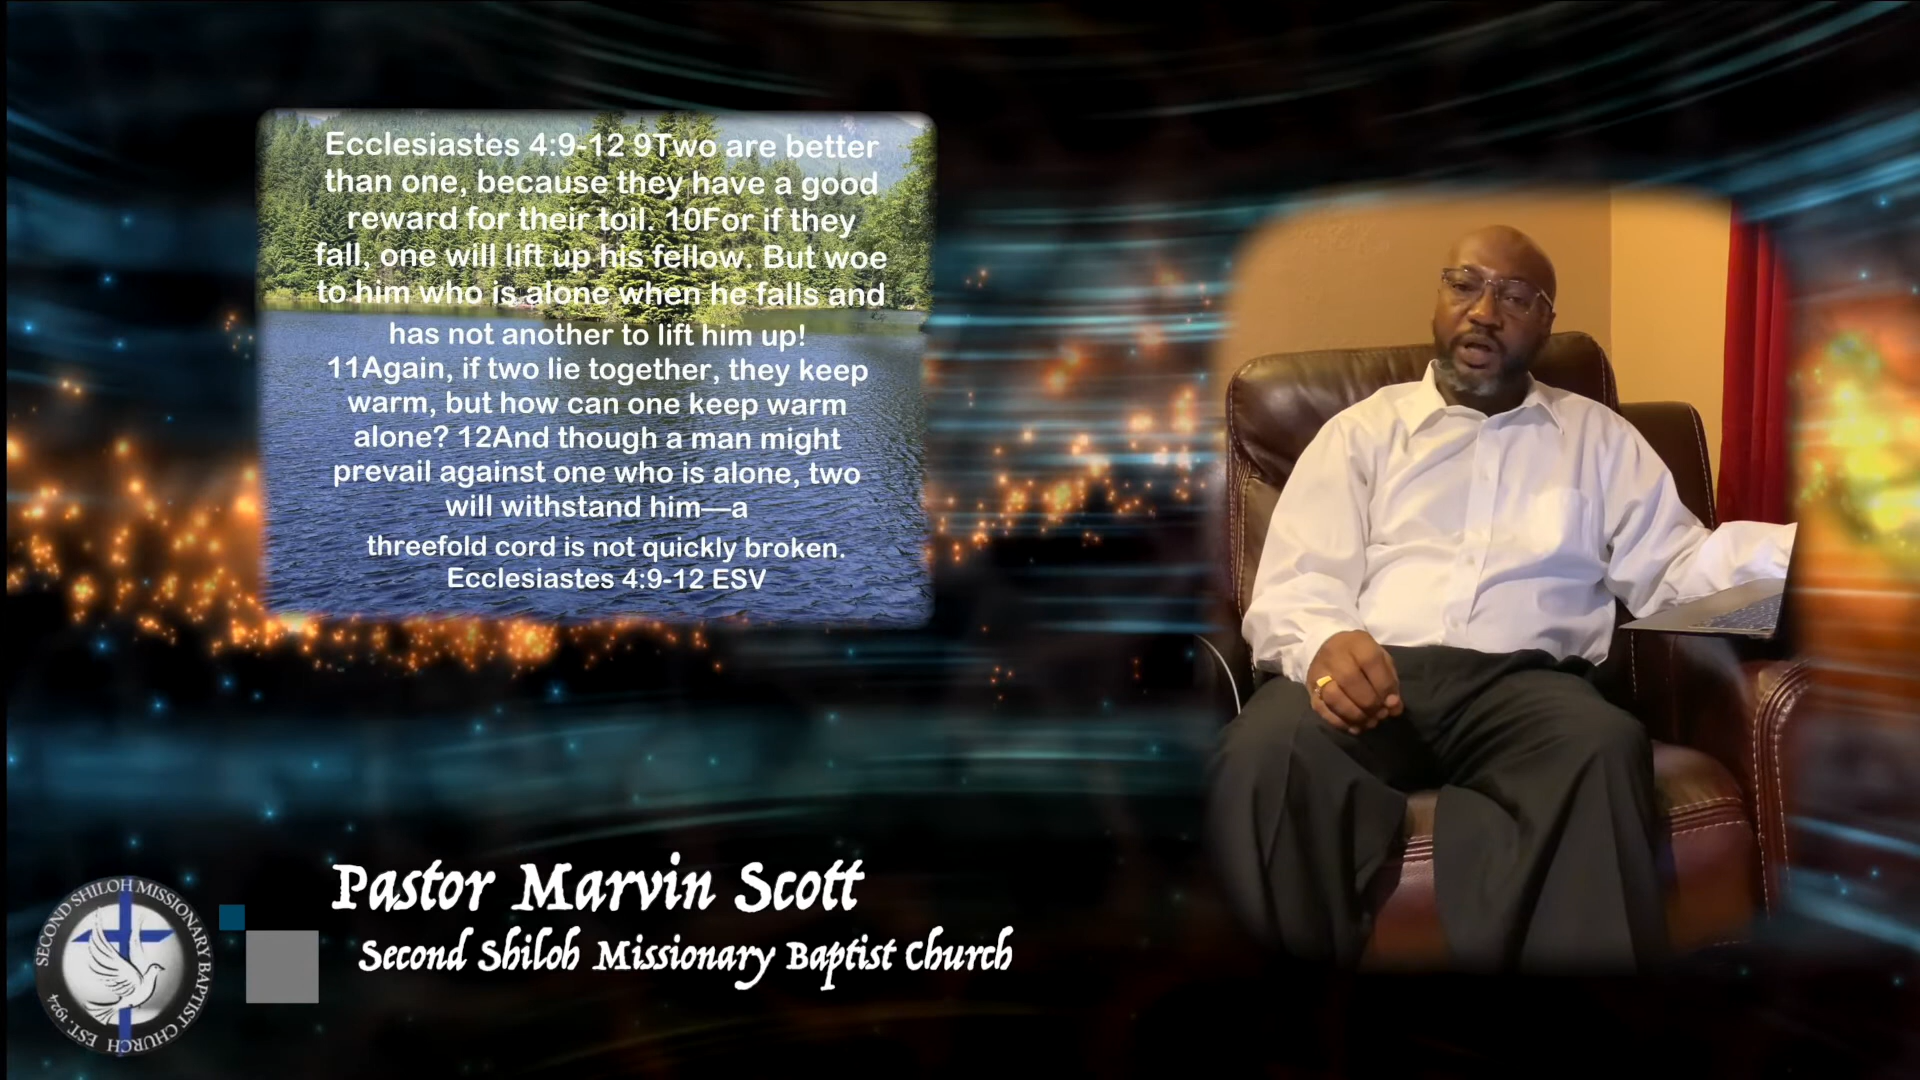 Ecclesiastes 4:9-12 9Two are better
than one, because they have a good
reward for their toil. 10For if they
fall, one will lift up his fellow. But woe
to him who is alone when he falls and
has not another to lift him up!
11Again, if two lie together, they keep
warm, but how can one keep warm
alone? 12And though a man might
prevail against one who is alone, two
will withstand him—a
threefold cord is not quickly broken.
Ecclesiastes 4:9-12 ESV
Pastor Marvin Scott
Second Shiloh Missionary Baptist Church
SECOND SHILOH MISSIONARY BAPTIST CHURCH
EST. 1924